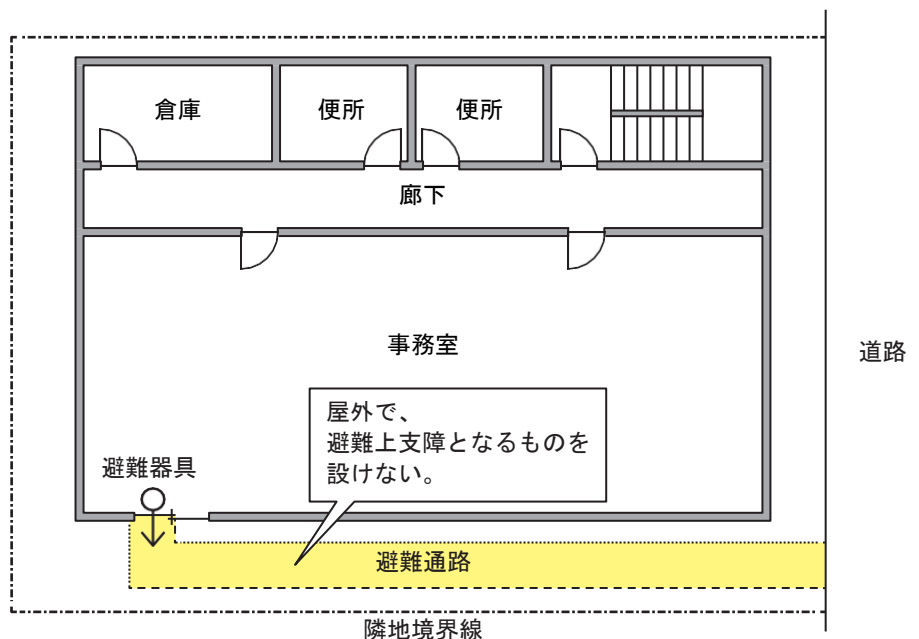 倉庫
便所
便所
廊下
事務室
道路
屋外で、
避難上支障となるものを
設けない。
避難器具
避難通路
隣地境界線